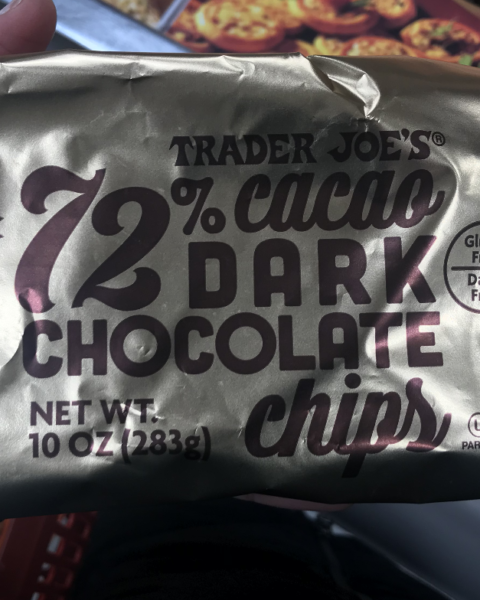 TRADER JOE'S®
72% cacao
DARK
CHOCOLATE
chips
NET WT.
10 OZ (283g)